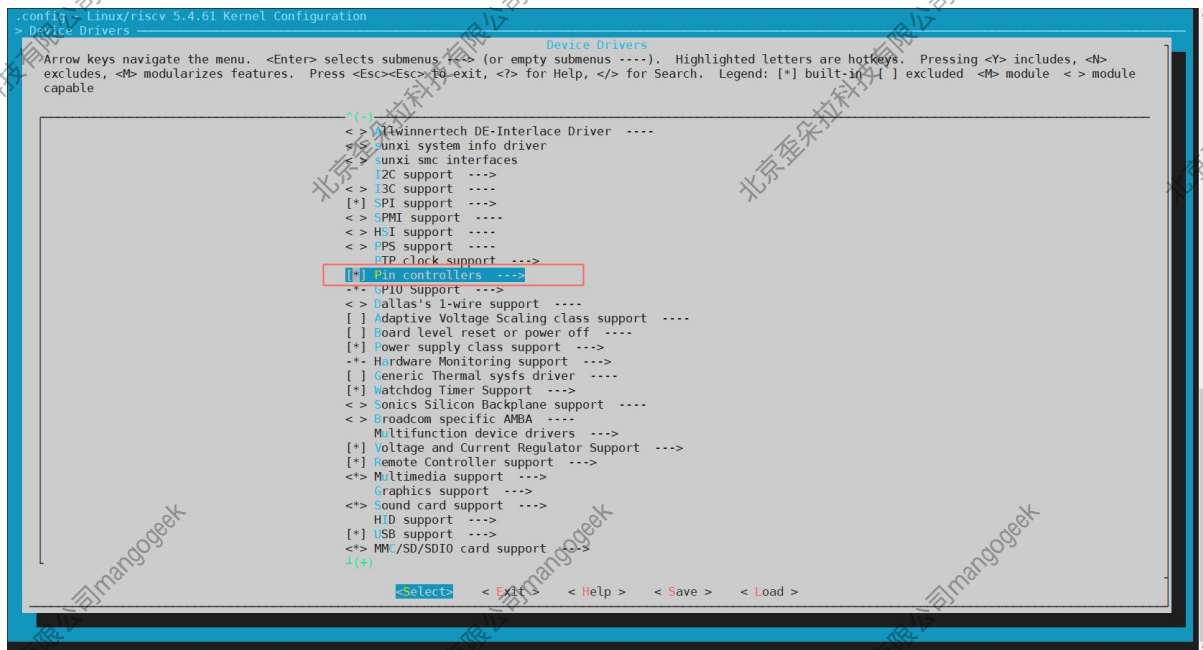 .config - Linux/riscv 5.4.61 Kernel Configuration
> Device Drivers
Device Drivers
Arrow keys navigate the menu.  <Enter> selects submenus ---> (or empty submenus ----).  Highlighted letters are hotkeys.  Pressing <Y> includes, <N>
excludes, <M> modularizes features.  Press <Esc><Esc> to exit, <?> for Help, </> for Search.  Legend: [*] built-in  [ ] excluded  <M> module  < > module
capable
^(-)
< > Allwinnertech DE-Interlace Driver  ----
< > sunxi system info driver
< > sunxi smc interfaces
I2C support  --->
< > I3C support  ----
[*] SPI support  --->
< > SPMI support  ----
< > HSI support  ----
< > PPS support  ----
PTP clock support  --->
[*] Pin controllers  --->
-*- GPIO Support  --->
< > Dallas's 1-wire support  ----
[ ] Adaptive Voltage Scaling class support  ----
[ ] Board level reset or power off  ----
[*] Power supply class support  --->
-*- Hardware Monitoring support  --->
[ ] Generic Thermal sysfs driver  ----
[*] Watchdog Timer Support  --->
< > Sonics Silicon Backplane support  ----
< > Broadcom specific AMBA  ----
Multifunction device drivers  --->
[*] Voltage and Current Regulator Support  --->
[*] Remote Controller support  --->
<*> Multimedia support  --->
Graphics support  --->
<*> Sound card support  --->
HID support  --->
[*] USB support  --->
<*> MMC/SD/SDIO card support  --->
┴(+)
<Select>    < Exit >    < Help >    < Save >    < Load >
北京歪朵拉科技有限公司mangogeek